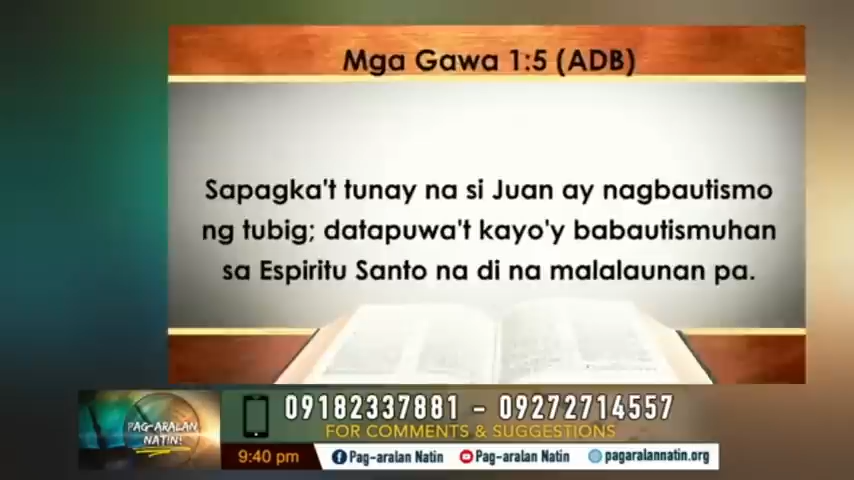 Mga Gawa 1:5 (ADB)
Sapagka't tunay na si Juan ay nagbautismo
ng tubig; datapuwa't kayo'y babautismuhan
sa Espiritu Santo na di na malalaunan pa.
PAG-ARALAN
NATIN!
09182337881 - 09272714557
FOR COMMENTS & SUGGESTIONS
9:40 pm
Pag-aralan Natin
Pag-aralan Natin
pagaralannatin.org